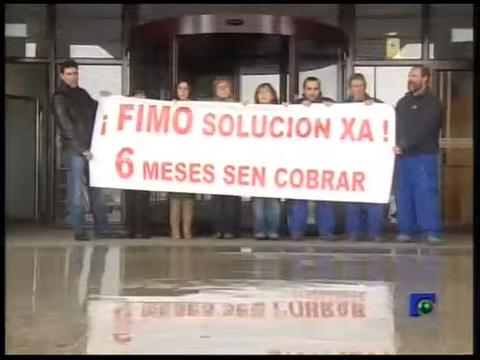 ¡ FIMO SOLUCION XA !
6 MESES SEN COBRAR